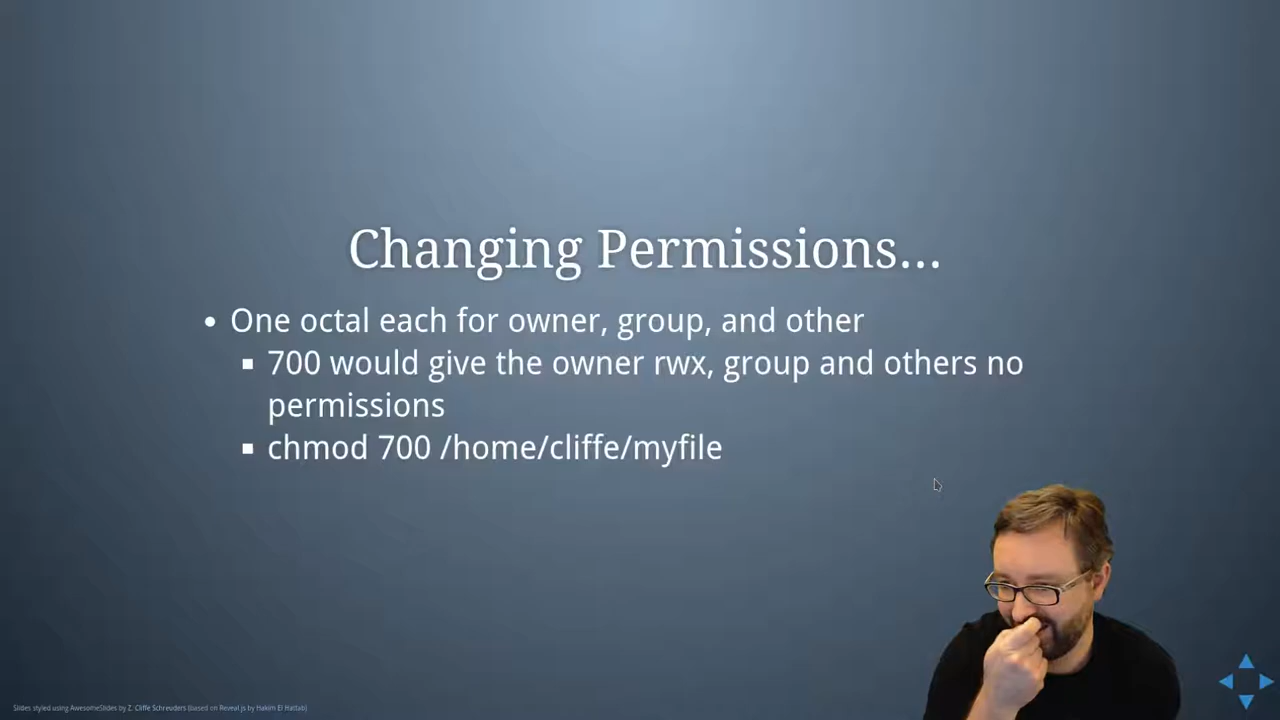 Changing Permissions...
• One octal each for owner, group, and other
▪ 700 would give the owner rwx, group and others no
permissions
▪ chmod 700 /home/cliffe/myfile
Slides styled using AwesomeSlides by Z. Cliffe Schreuders (based on Reveal.js by Hakim El Hattab)